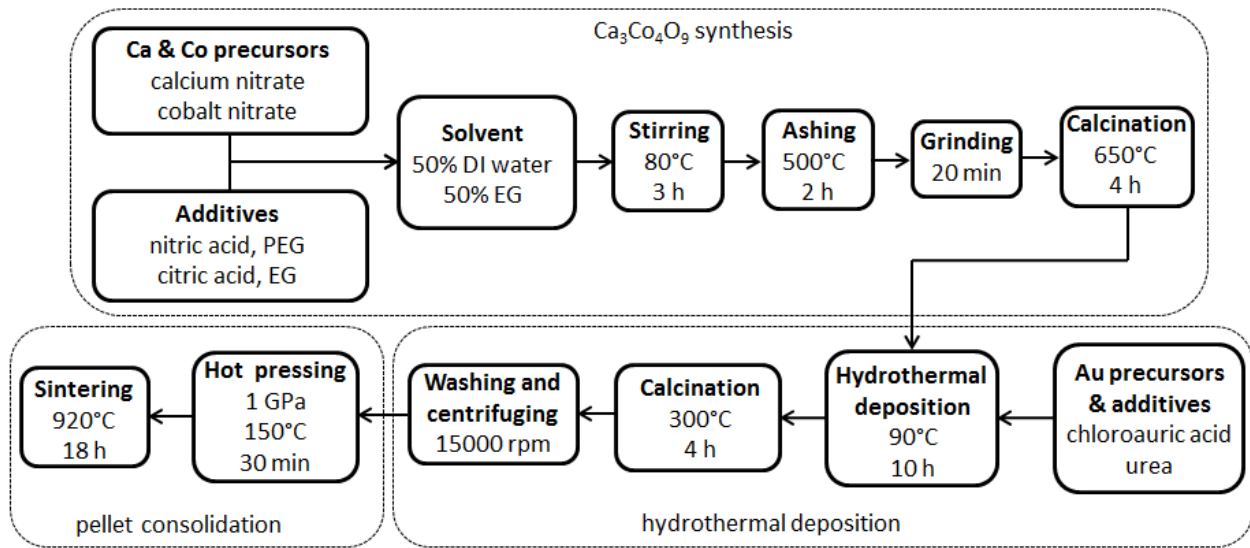 Ca₃Co₄O₉ synthesis
Ca & Co precursors
calcium nitrate
cobalt nitrate
Additives
nitric acid, PEG
citric acid, EG
Solvent
50% DI water
50% EG
Stirring
80°C
3 h
Ashing
500°C
2 h
Grinding
20 min
Calcination
650°C
4 h
Au precursors
& additives
chloroauric acid
urea
Hydrothermal
deposition
90°C
10 h
Calcination
300°C
4 h
Washing and
centrifuging
15000 rpm
hydrothermal deposition
Hot pressing
1 GPa
150°C
30 min
Sintering
920°C
18 h
pellet consolidation